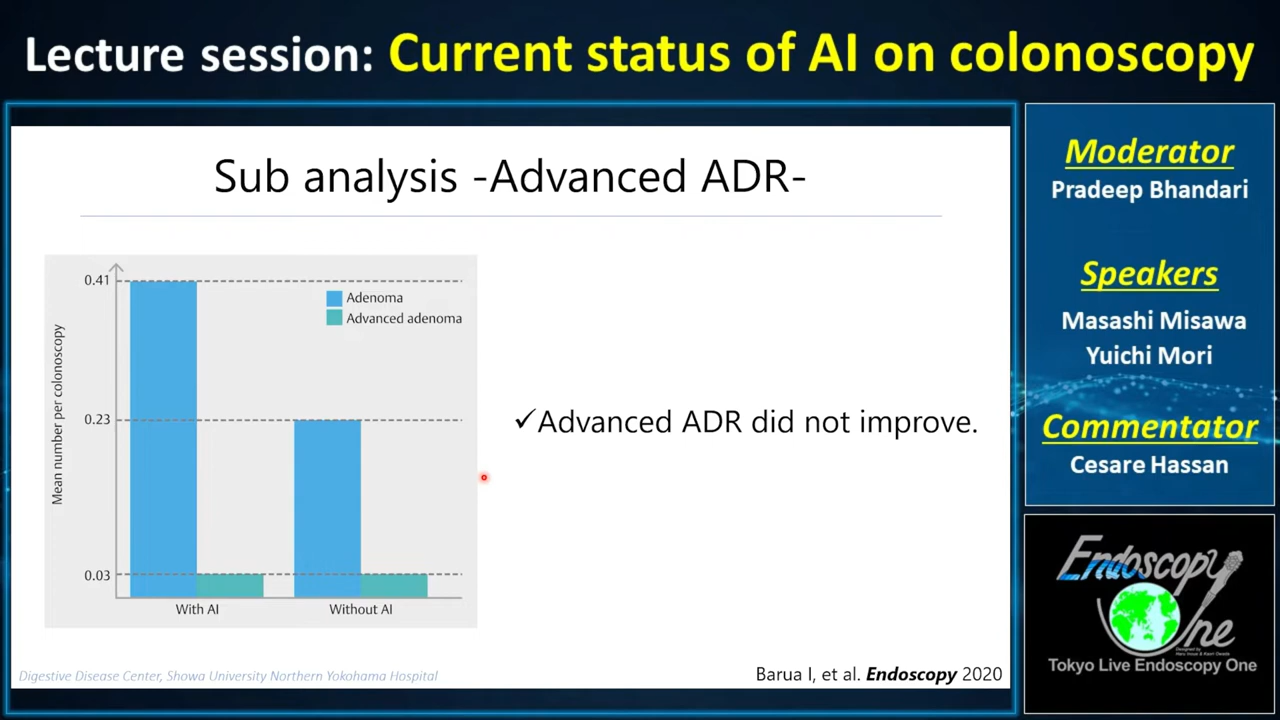 Lecture session: Current status of AI on colonoscopy
Sub analysis -Advanced ADR-
0.41
0.23
0.03
Mean number per colonoscopy
Adenoma
Advanced adenoma
With AI
Without AI
✓Advanced ADR did not improve.
Digestive Disease Center, Showa University Northern Yokohama Hospital
Barua I, et al. Endoscopy 2020
Moderator
Pradeep Bhandari
Speakers
Masashi Misawa
Yuichi Mori
Commentator
Cesare Hassan
Endoscopy
One
Tokyo Live Endoscopy One